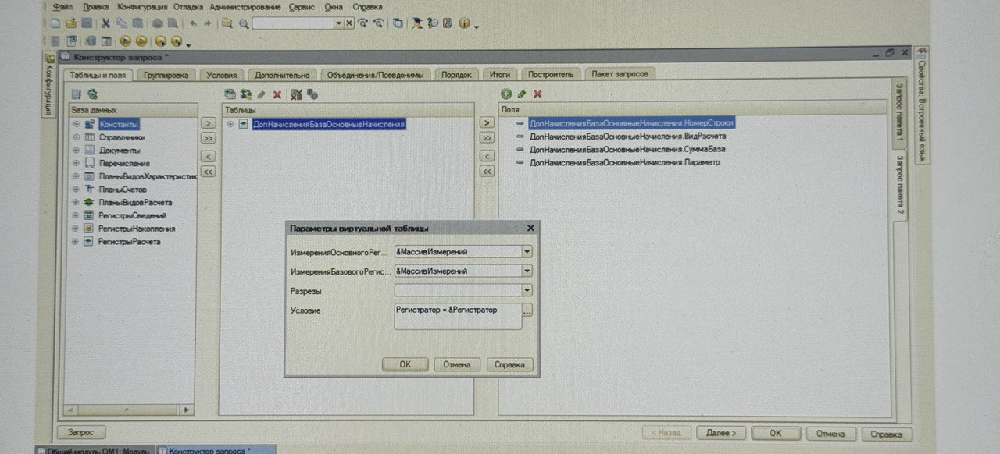 Файл Правка Конфигурация Отладка Администрирование Сервис Окна Справка
Конструктор запроса *
Таблицы и поля Группировка Условия Дополнительно Объединения/Псевдонимы Порядок Итоги Построитель Пакет запросов
База данных
Константы
Справочники
Документы
Перечисления
ПланыВидовХарактеристик
ПланыСчетов
ПланыВидовРасчета
РегистрыСведений
РегистрыНакопления
РегистрыРасчета
> >> < <<
Таблицы
ДопНачисленияБазаОсновныеНачисления
> >> < <<
Поля
ДопНачисленияБазаОсновныеНачисления.НомерСтроки
ДопНачисленияБазаОсновныеНачисления.ВидРасчета
ДопНачисленияБазаОсновныеНачисления.СуммаБаза
ДопНачисленияБазаОсновныеНачисления.Параметр
Параметры виртуальной таблицы
ИзмеренияОсновногоРег... &МассивИзмерений
ИзмеренияБазовогоРегис... &МассивИзмерений
Разрезы
Условие Регистратор = &Регистратор ...
ОК Отмена Справка
Запрос < Назад Далее > ОК Отмена Справка
Общий модуль ОМ1: Модуль Конструктор запроса *
Конфигурация
Запрос пакета 1
Запрос пакета 2
Свойства: Встроенный язык